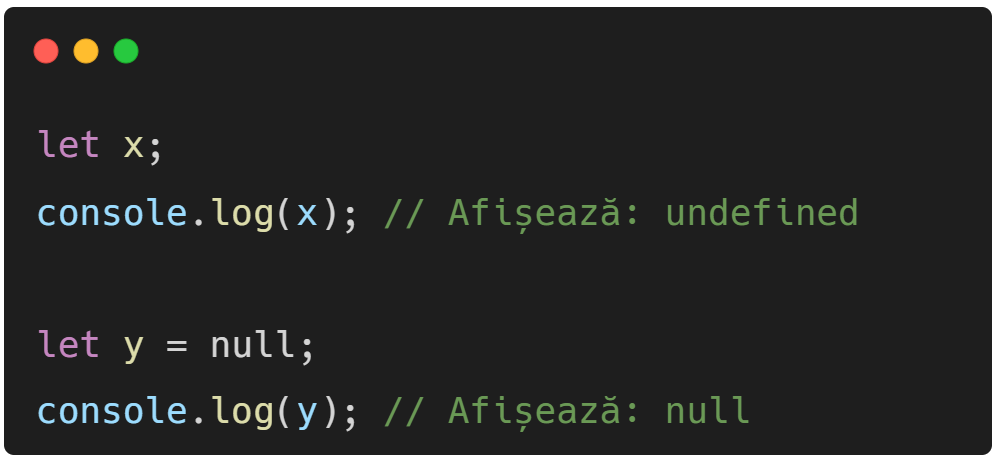 let x;
console.log(x); // Afișează: undefined
let y = null;
console.log(y); // Afișează: null